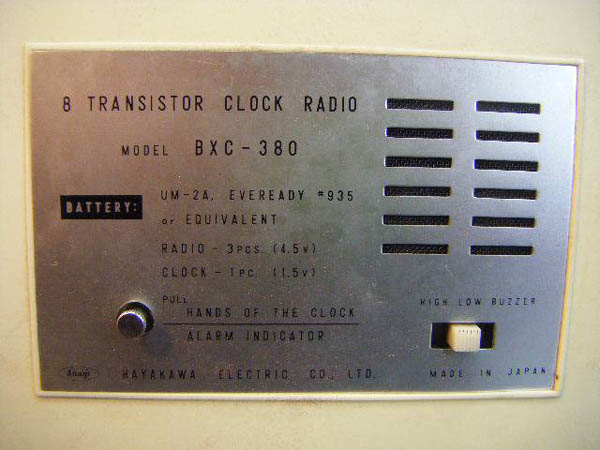 8 TRANSISTOR CLOCK RADIO
MODEL BXC-380
BATTERY: UM-2A, EVEREADY #935
or EQUIVALENT
RADIO - 3PCS. (4.5V)
CLOCK - 1PC. (1.5V)
PULL
HANDS OF THE CLOCK
ALARM INDICATOR
HIGH LOW BUZZER
Sharp HAYAKAWA ELECTRIC CO., LTD.
MADE IN JAPAN